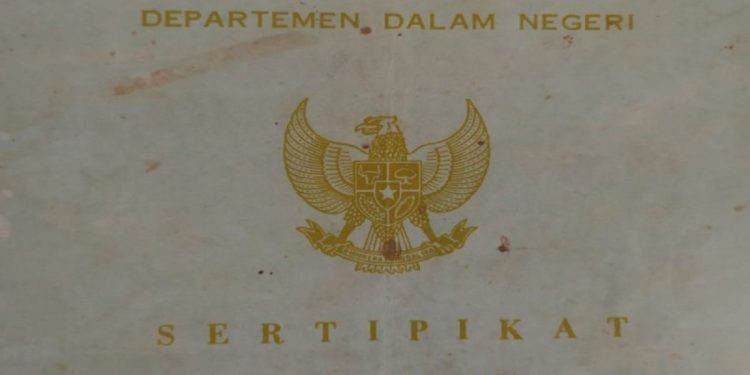 DEPARTEMEN DALAM NEGERI
SERTIPIKAT